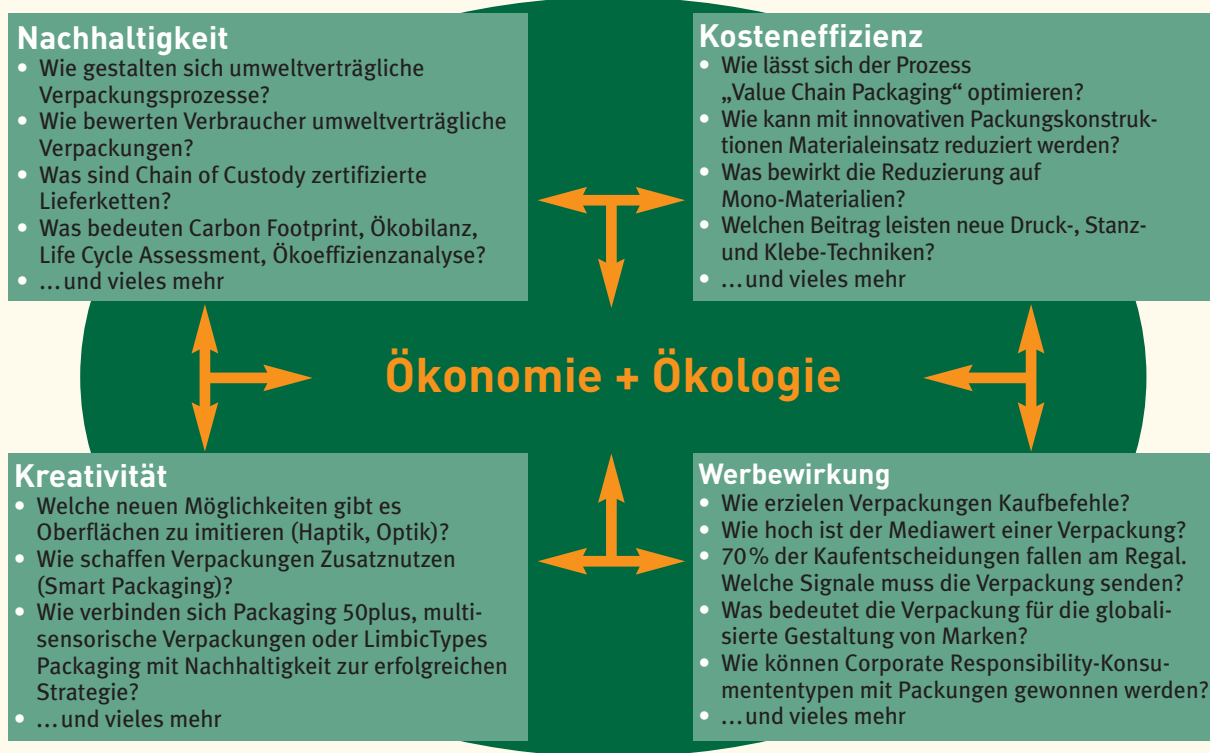 Nachhaltigkeit
• Wie gestalten sich umweltverträgliche
Verpackungsprozesse?
• Wie bewerten Verbraucher umweltverträgliche
Verpackungen?
• Was sind Chain of Custody zertifizierte
Lieferketten?
• Was bedeuten Carbon Footprint, Ökobilanz,
Life Cycle Assessment, Ökoeffizienzanalyse?
• ...und vieles mehr
Kosteneffizienz
• Wie lässt sich der Prozess
„Value Chain Packaging“ optimieren?
• Wie kann mit innovativen Packungskonstruk-
tionen Materialeinsatz reduziert werden?
• Was bewirkt die Reduzierung auf
Mono-Materialien?
• Welchen Beitrag leisten neue Druck-, Stanz-
und Klebe-Techniken?
• ...und vieles mehr
Ökonomie + Ökologie
Kreativität
• Welche neuen Möglichkeiten gibt es
Oberflächen zu imitieren (Haptik, Optik)?
• Wie schaffen Verpackungen Zusatznutzen
(Smart Packaging)?
• Wie verbinden sich Packaging 50plus, multi-
sensorische Verpackungen oder LimbicTypes
Packaging mit Nachhaltigkeit zur erfolgreichen
Strategie?
• ...und vieles mehr
Werbewirkung
• Wie erzielen Verpackungen Kaufbefehle?
• Wie hoch ist der Mediawert einer Verpackung?
• 70% der Kaufentscheidungen fallen am Regal.
Welche Signale muss die Verpackung senden?
• Was bedeutet die Verpackung für die globali-
sierte Gestaltung von Marken?
• Wie können Corporate Responsibility-Konsu-
mententypen mit Packungen gewonnen werden?
• ...und vieles mehr